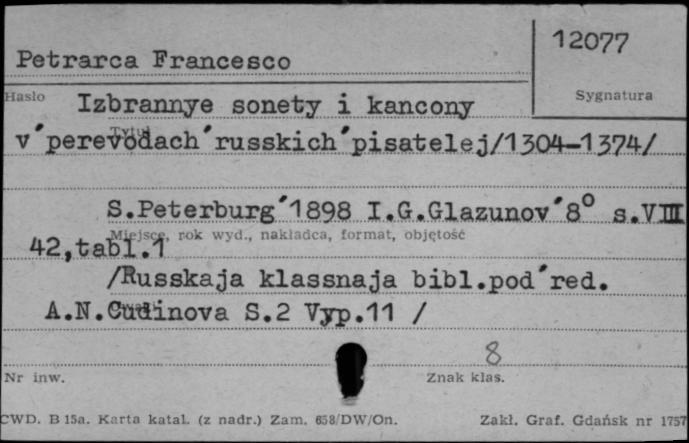 12077
Petrarca Francesco
Hasło
Sygnatura
Izbrannye sonety i kancony
Tytuł
v'perevodach'russkich'pisatelej/1304-1374/
S.Peterburg'1898 I.G.Glazunov'8° s.VIII
Miejsce, rok wyd., nakładca, format, objętość
42,tabl.1
/Russkaja klassnaja bibl.pod'red.
A.N.Čudinova S.2 Vyp.11 /
8
Nr inw.
Znak klas.
CWD. B 15a. Karta katal. (z nadr.) Zam. 658/DW/On.
Zakł. Graf. Gdańsk nr 1757